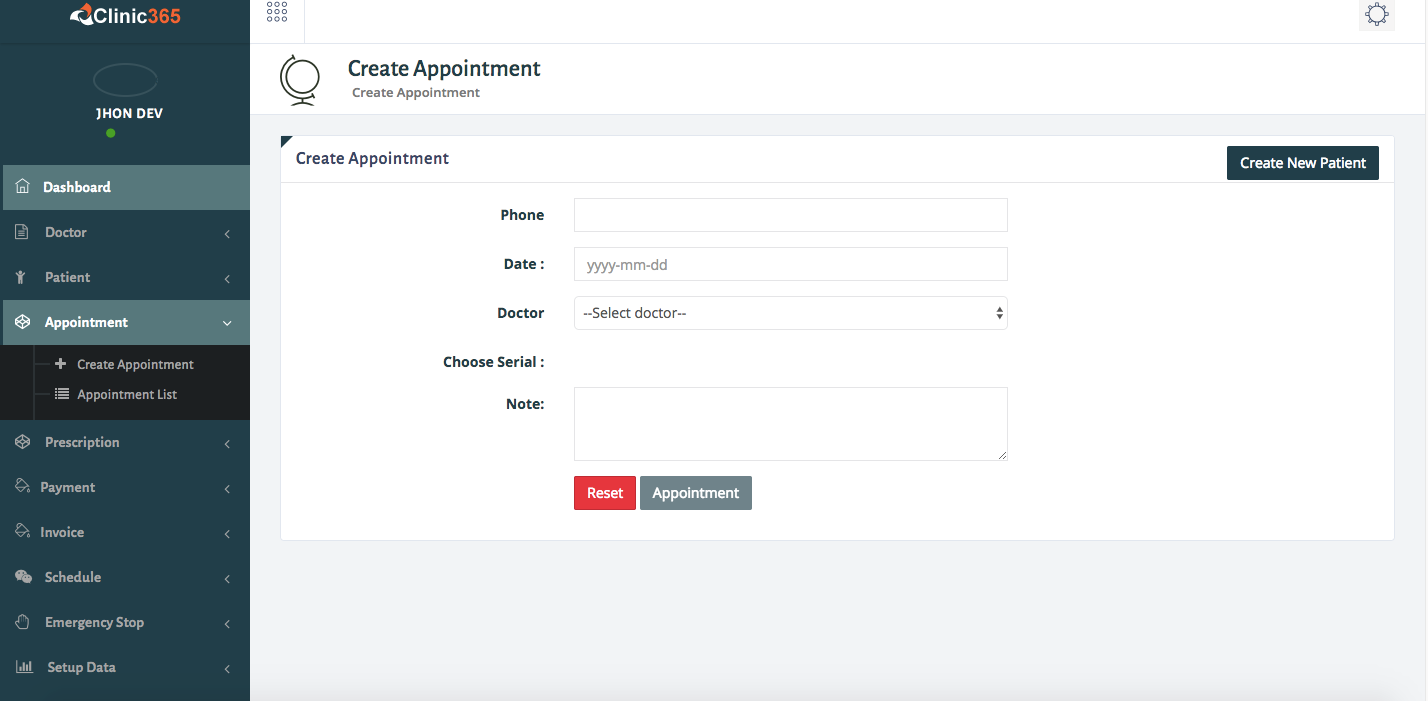 Clinic365
JHON DEV
Dashboard
Doctor
Patient
Appointment
Create Appointment
Appointment List
Prescription
Payment
Invoice
Schedule
Emergency Stop
Setup Data
Create Appointment
Create Appointment
Create Appointment
Create New Patient
Phone
Date :
yyyy-mm-dd
Doctor
--Select doctor--
Choose Serial :
Note:
Reset
Appointment